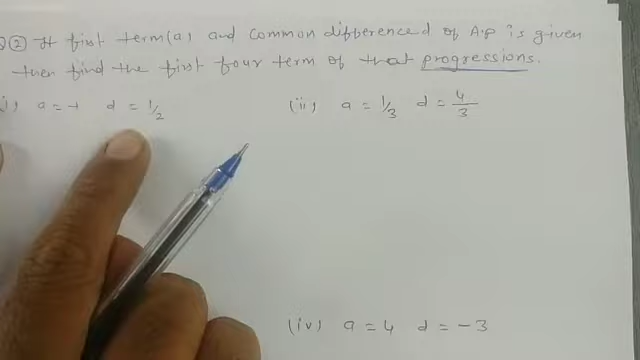 Q② If first term(a) and common difference d of A.P is given
then find the first four term of that progressions.
i) a = -1 d = 1/2
(ii) a = 1/3 d = 4/3
(iv) a = 4 d = -3